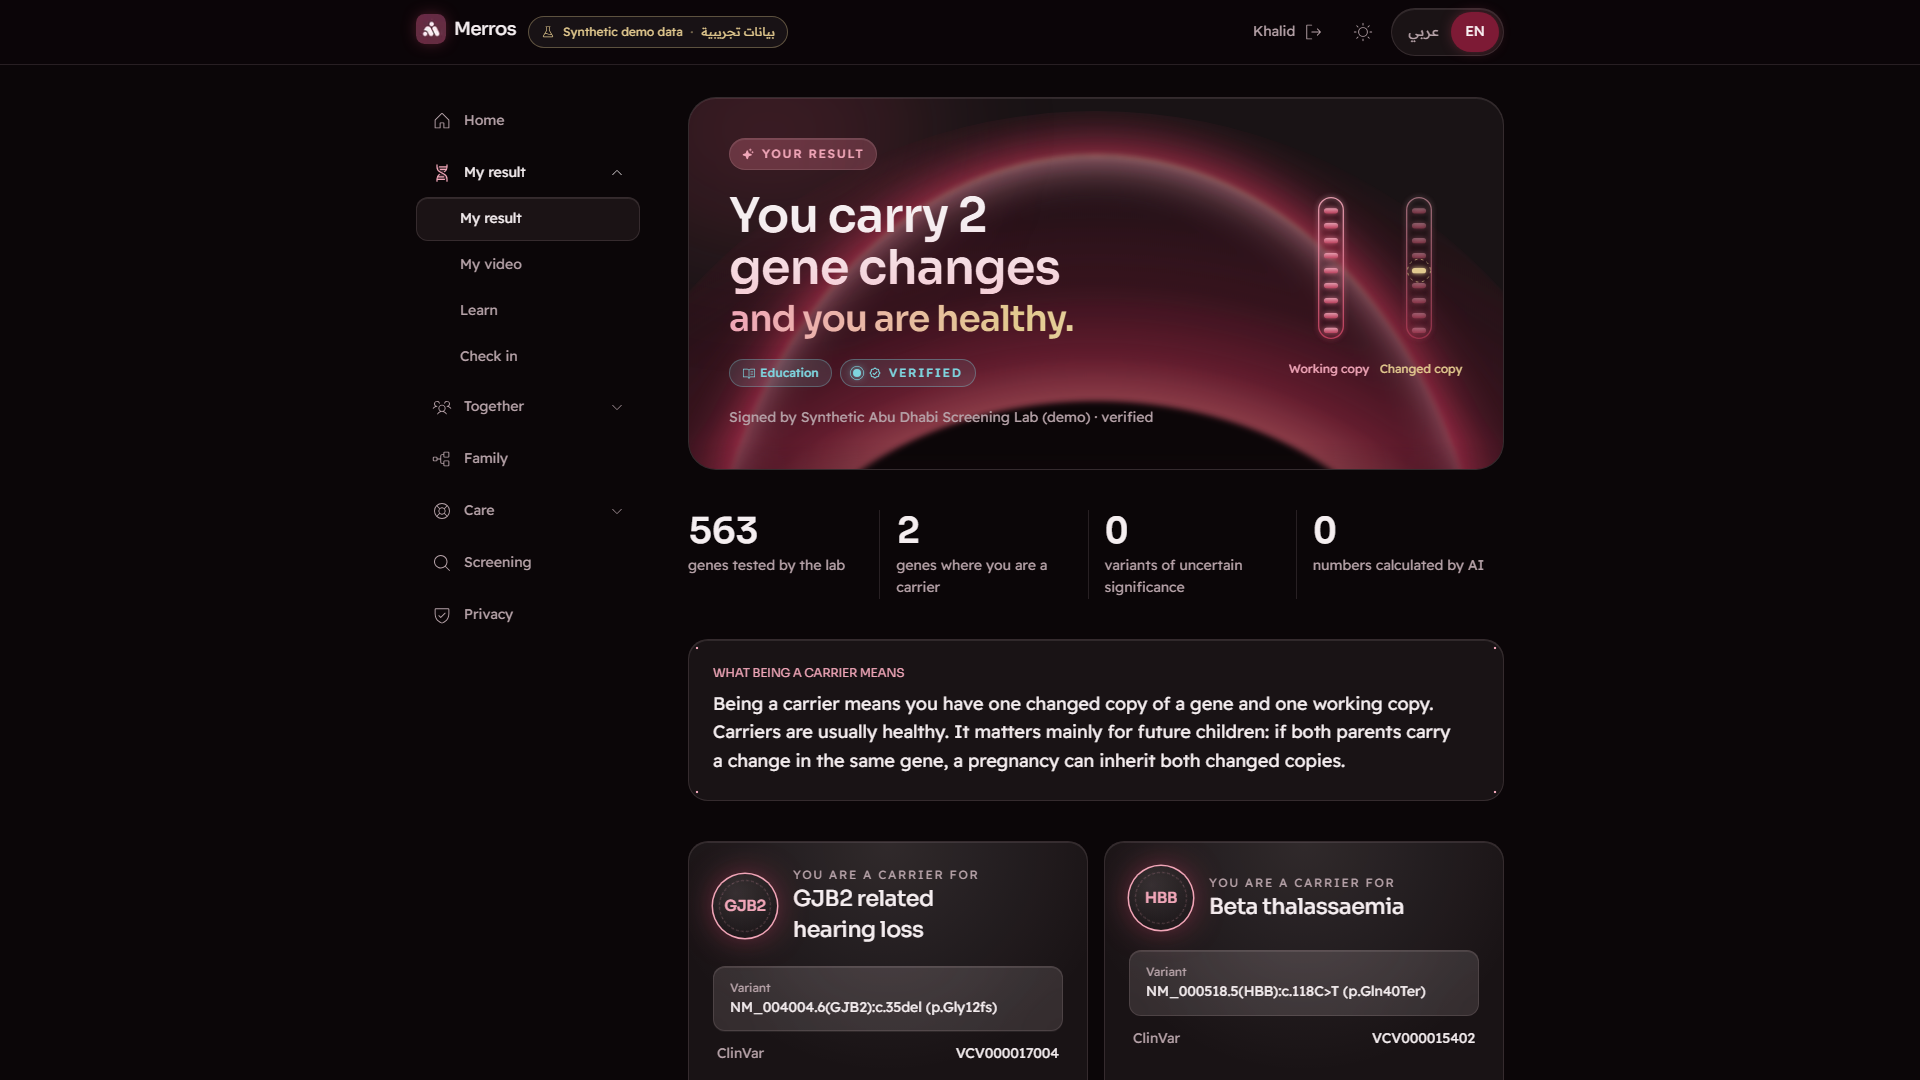 Merros
Synthetic demo data · بيانات تجريبية
Khalid
عربي
EN
Home
My result
My result
My video
Learn
Check in
Together
Family
Care
Screening
Privacy
YOUR RESULT
You carry 2
gene changes
and you are healthy.
Education
VERIFIED
Signed by Synthetic Abu Dhabi Screening Lab (demo) · verified
Working copy
Changed copy
563
genes tested by the lab
2
genes where you are a
carrier
0
variants of uncertain
significance
0
numbers calculated by AI
WHAT BEING A CARRIER MEANS
Being a carrier means you have one changed copy of a gene and one working copy.
Carriers are usually healthy. It matters mainly for future children: if both parents carry
a change in the same gene, a pregnancy can inherit both changed copies.
GJB2
YOU ARE A CARRIER FOR
GJB2 related
hearing loss
Variant
NM_004004.6(GJB2):c.35del (p.Gly12fs)
ClinVar
VCV000017004
HBB
YOU ARE A CARRIER FOR
Beta thalassaemia
Variant
NM_000518.5(HBB):c.118C>T (p.Gln40Ter)
ClinVar
VCV000015402